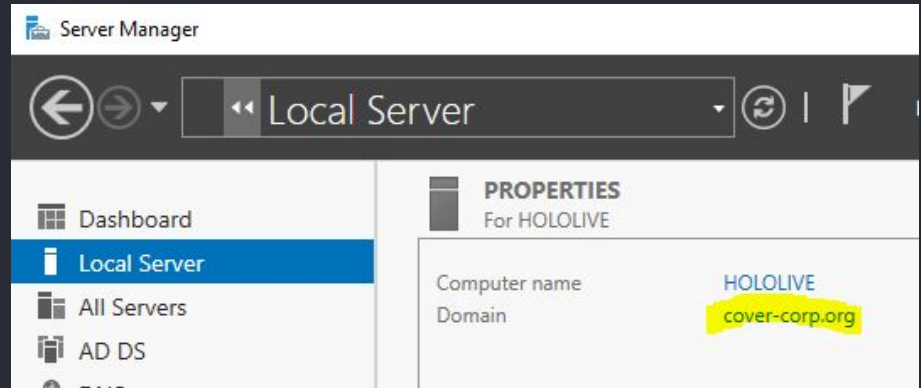 Server Manager
Local Server
PROPERTIES
For HOLOLIVE
Dashboard
Local Server
All Servers
AD DS
Computer name HOLOLIVE
Domain cover-corp.org